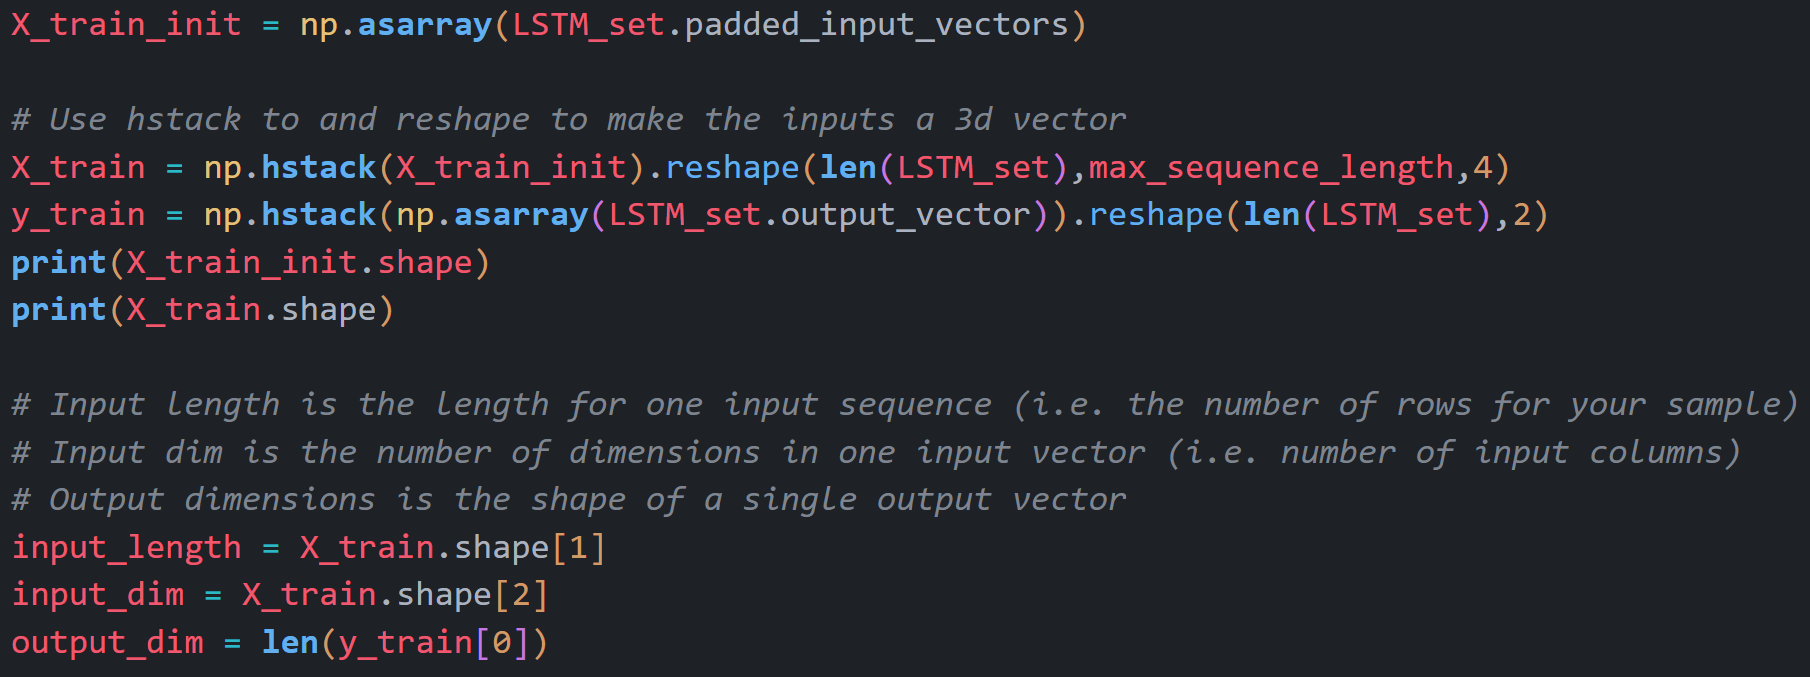 X_train_init = np.asarray(LSTM_set.padded_input_vectors)
# Use hstack to and reshape to make the inputs a 3d vector
X_train = np.hstack(X_train_init).reshape(len(LSTM_set),max_sequence_length,4)
y_train = np.hstack(np.asarray(LSTM_set.output_vector)).reshape(len(LSTM_set),2)
print(X_train_init.shape)
print(X_train.shape)
# Input length is the length for one input sequence (i.e. the number of rows for your sample)
# Input dim is the number of dimensions in one input vector (i.e. number of input columns)
# Output dimensions is the shape of a single output vector
input_length = X_train.shape[1]
input_dim = X_train.shape[2]
output_dim = len(y_train[0])